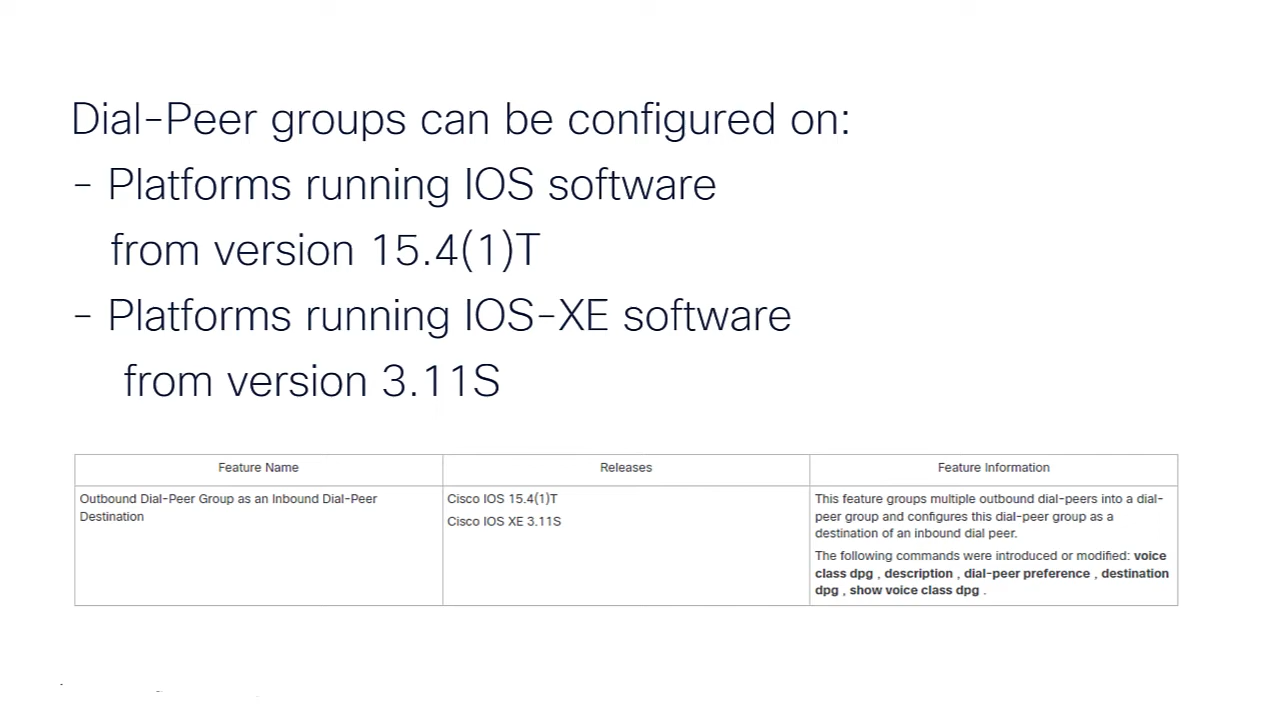 Dial-Peer groups can be configured on:
- Platforms running IOS software
from version 15.4(1)T
- Platforms running IOS-XE software
from version 3.11S
Feature Name
Releases
Feature Information
Outbound Dial-Peer Group as an Inbound Dial-Peer
Destination
Cisco IOS 15.4(1)T
Cisco IOS XE 3.11S
This feature groups multiple outbound dial-peers into a dial-
peer group and configures this dial-peer group as a
destination of an inbound dial peer.
The following commands were introduced or modified: voice
class dpg , description , dial-peer preference , destination
dpg , show voice class dpg .